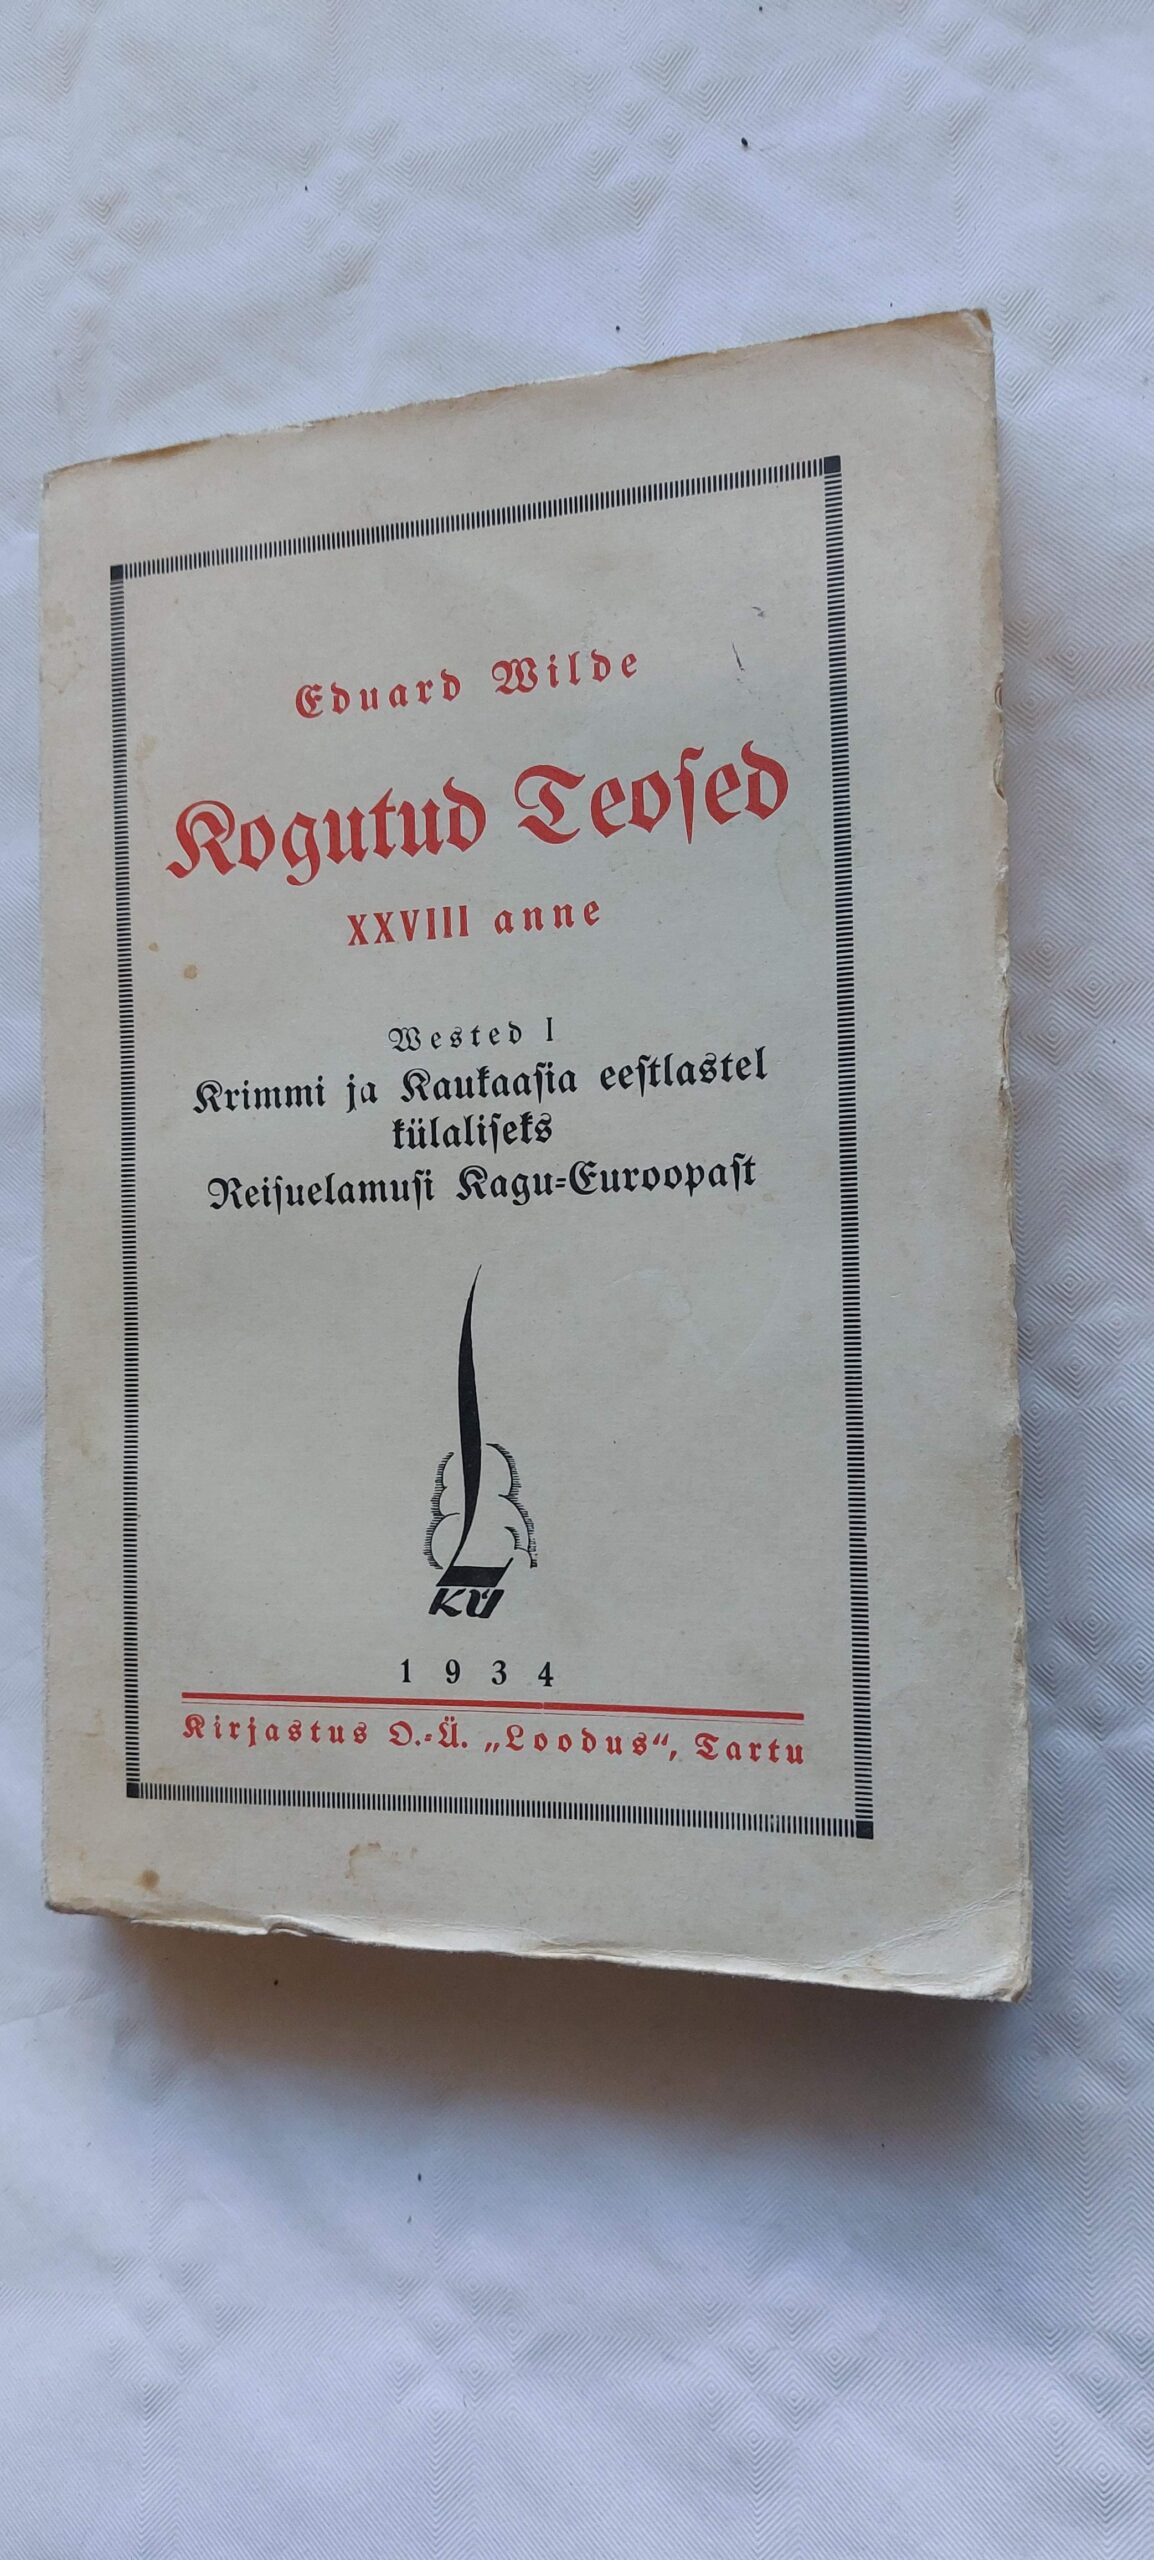 Eduard Wilde
Kogutud Teosed
XXVIII anne
Wested I
Krimmi ja Kaukaasia eestlastel
külaliseks
Reisuelamusi Kagu-Euroopast
KÜ
1934
Kirjastus O.-Ü. „Loodus“, Tartu